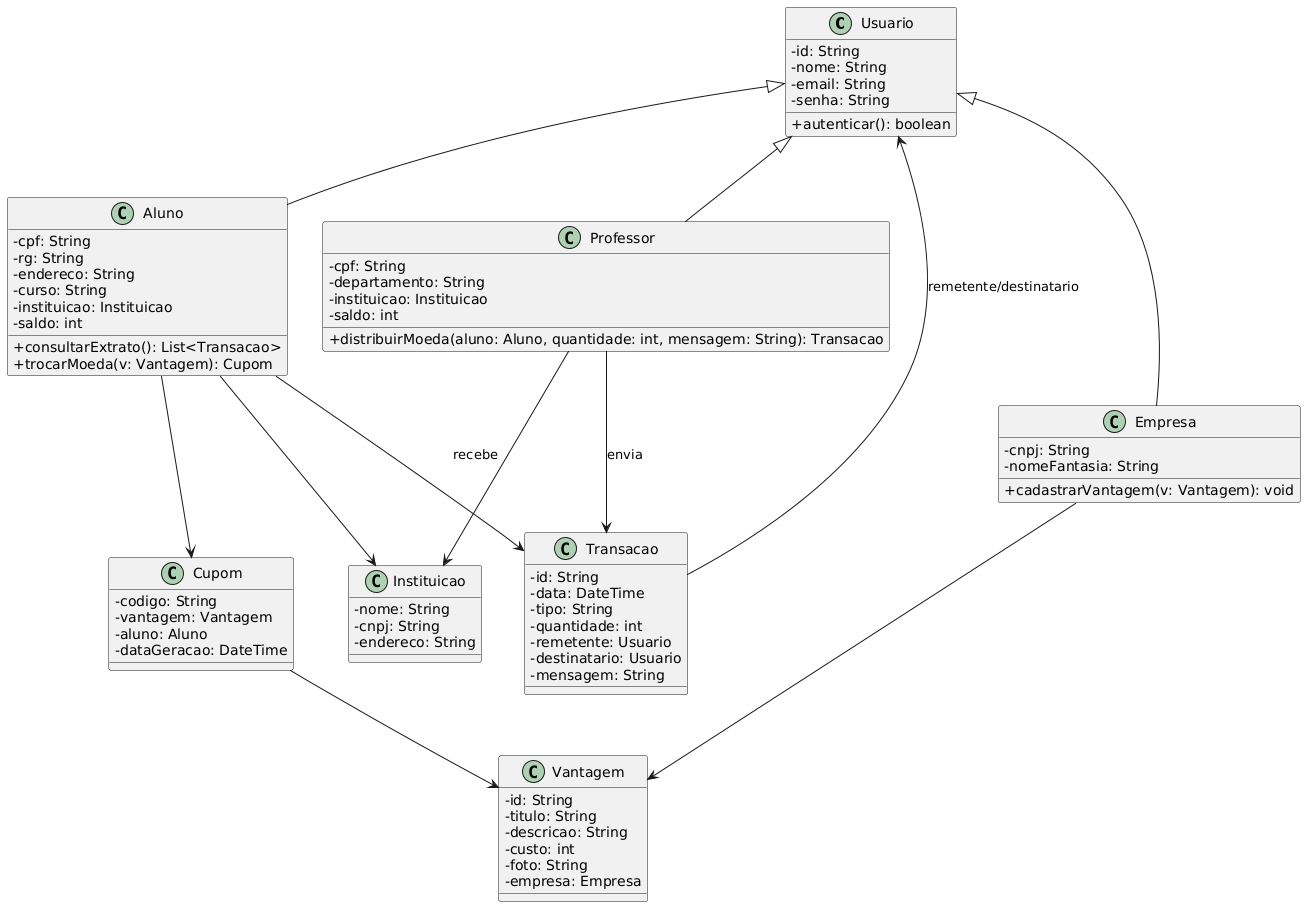 C Usuario
-id: String
-nome: String
-email: String
-senha: String
+autenticar(): boolean
C Aluno
-cpf: String
-rg: String
-endereco: String
-curso: String
-instituicao: Instituicao
-saldo: int
+consultarExtrato(): List<Transacao>
+trocarMoeda(v: Vantagem): Cupom
C Professor
-cpf: String
-departamento: String
-instituicao: Instituicao
-saldo: int
+distribuirMoeda(aluno: Aluno, quantidade: int, mensagem: String): Transacao
remetente/destinatario
C Empresa
-cnpj: String
-nomeFantasia: String
+cadastrarVantagem(v: Vantagem): void
recebe
envia
C Cupom
-codigo: String
-vantagem: Vantagem
-aluno: Aluno
-dataGeracao: DateTime
C Instituicao
-nome: String
-cnpj: String
-endereco: String
C Transacao
-id: String
-data: DateTime
-tipo: String
-quantidade: int
-remetente: Usuario
-destinatario: Usuario
-mensagem: String
C Vantagem
-id: String
-titulo: String
-descricao: String
-custo: int
-foto: String
-empresa: Empresa